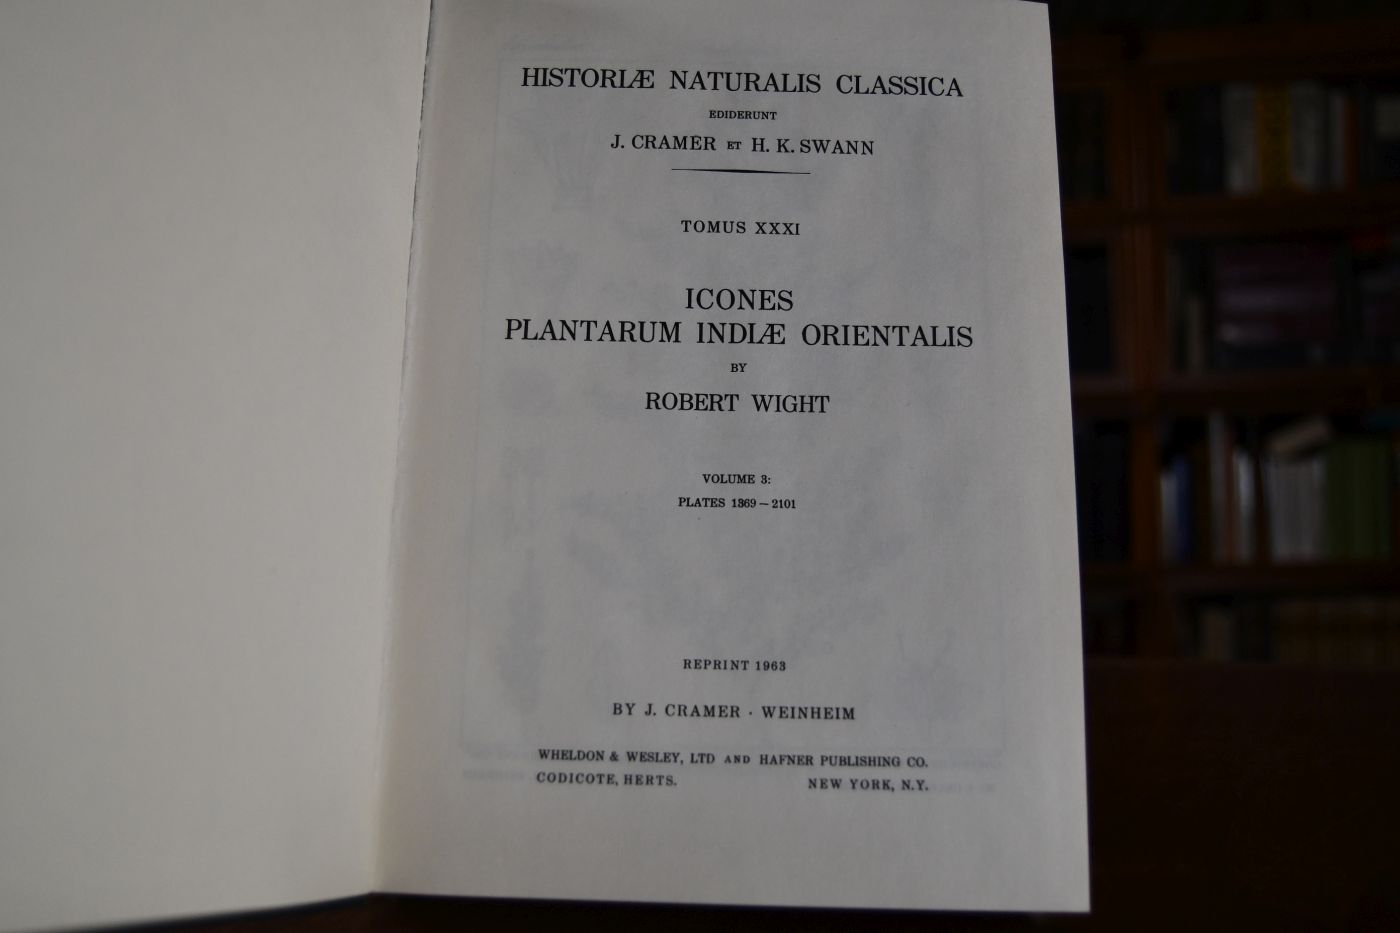 HISTORIÆ NATURALIS CLASSICA
EDIDERUNT
J. CRAMER ET H. K. SWANN
TOMUS XXXI
ICONES
PLANTARUM INDIÆ ORIENTALIS
BY
ROBERT WIGHT
VOLUME 3:
PLATES 1369 – 2101
REPRINT 1963
BY J. CRAMER · WEINHEIM
WHELDON & WESLEY, LTD AND HAFNER PUBLISHING CO.
CODICOTE, HERTS. NEW YORK, N.Y.